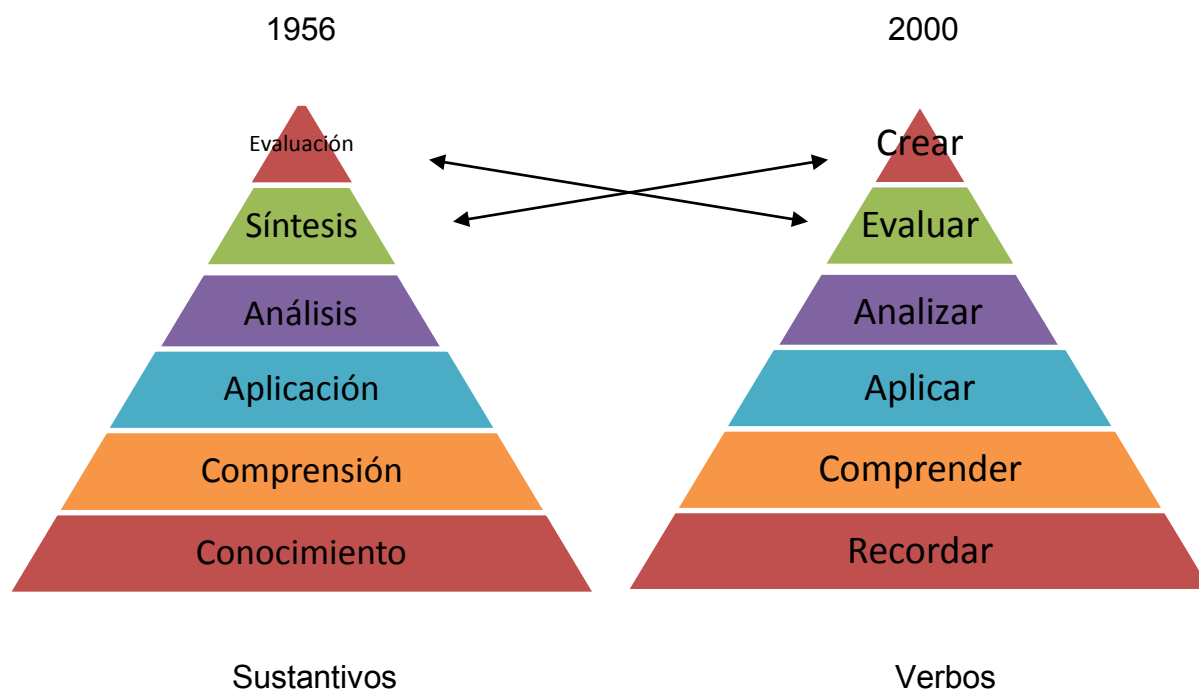 1956
Evaluación
Síntesis
Análisis
Aplicación
Comprensión
Conocimiento
Sustantivos
2000
Crear
Evaluar
Analizar
Aplicar
Comprender
Recordar
Verbos